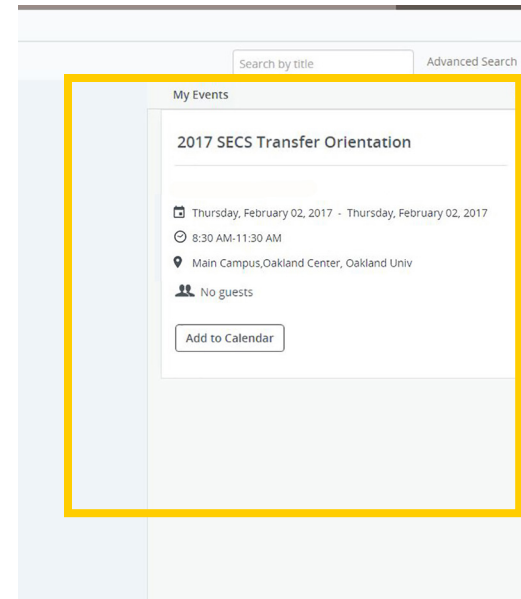 Search by title
Advanced Search
My Events
2017 SECS Transfer Orientation
Thursday, February 02, 2017 - Thursday, February 02, 2017
8:30 AM-11:30 AM
Main Campus,Oakland Center, Oakland Univ
No guests
Add to Calendar